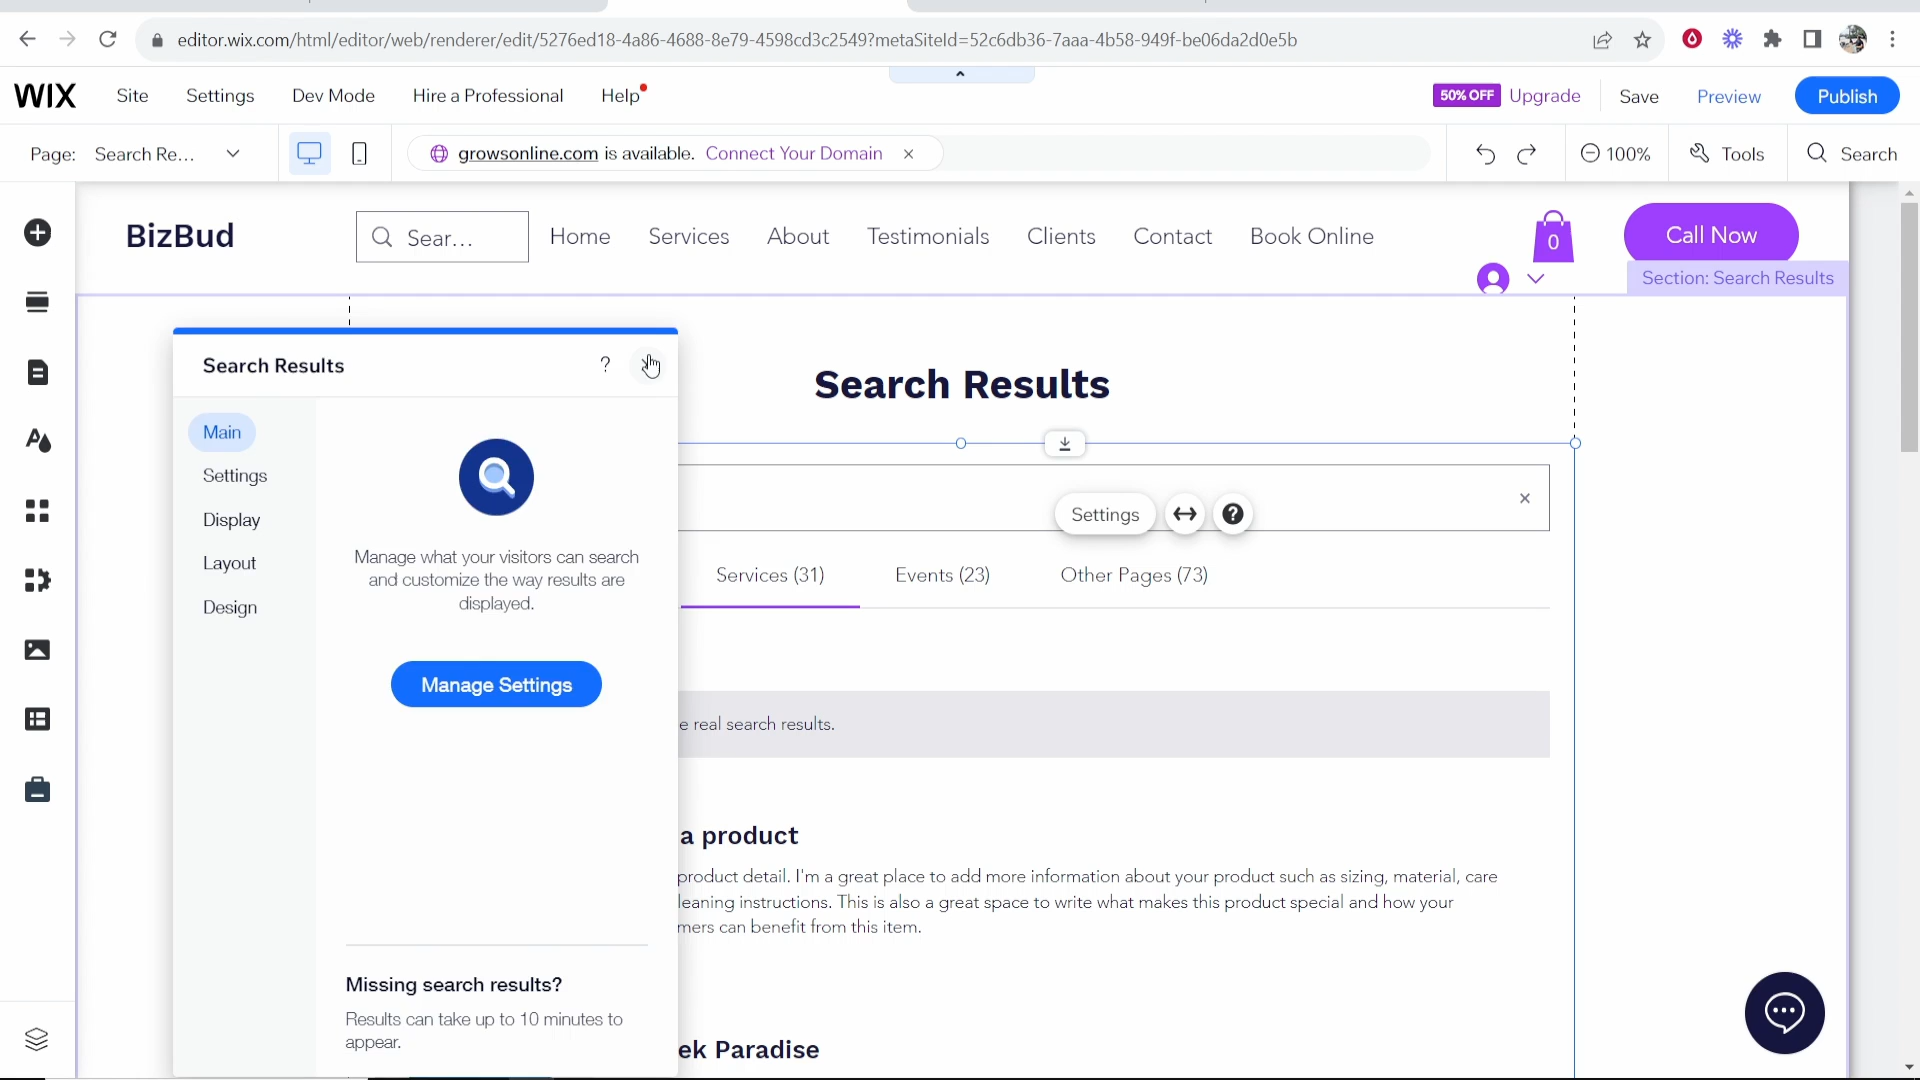 editor.wix.com/html/editor/web/renderer/edit/5276ed18-4a86-4688-8e79-4598cd3c2549?metaSiteId=52c6db36-7aaa-4b58-949f-be06da2d0e5b
WIX Site Settings Dev Mode Hire a Professional Help 50% OFF Upgrade Save Preview Publish
Page: Search Re... growsonline.com is available. Connect Your Domain 100% Tools Search
BizBud Sear... Home Services About Testimonials Clients Contact Book Online 0 Call Now
Section: Search Results
Search Results ?
Search Results
Main
Settings
Display
Layout
Design
Manage what your visitors can search
and customize the way results are
displayed.
Manage Settings
Missing search results?
Results can take up to 10 minutes to
appear.
Settings ?
Services (31) Events (23) Other Pages (73)
e real search results.
a product
product detail. I'm a great place to add more information about your product such as sizing, material, care
leaning instructions. This is also a great space to write what makes this product special and how your
mers can benefit from this item.
ek Paradise